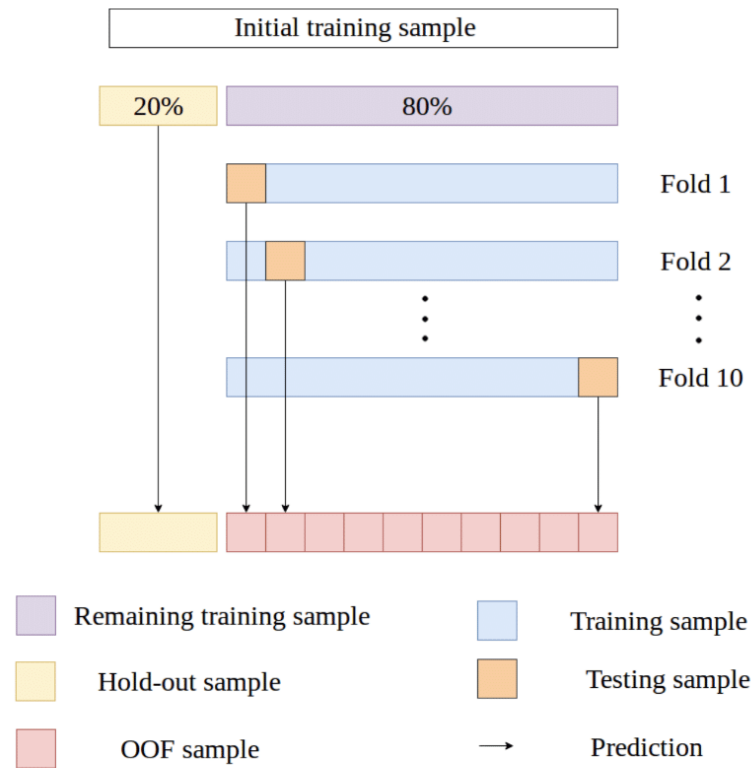 Initial training sample
20%
80%
Fold 1
Fold 2
Fold 10
Remaining training sample
Training sample
Hold-out sample
Testing sample
OOF sample
Prediction